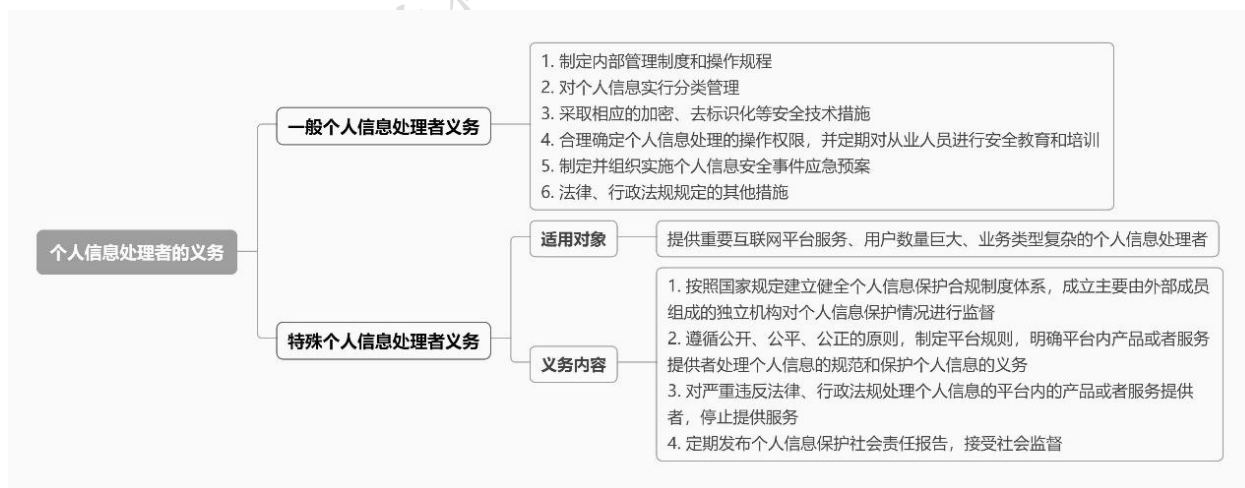 个人信息处理者的义务
一般个人信息处理者义务
1. 制定内部管理制度和操作规程
2. 对个人信息实行分类管理
3. 采取相应的加密、去标识化等安全技术措施
4. 合理确定个人信息处理的操作权限，并定期对从业人员进行安全教育和培训
5. 制定并组织实施个人信息安全事件应急预案
6. 法律、行政法规规定的其他措施
特殊个人信息处理者义务
适用对象
提供重要互联网平台服务、用户数量巨大、业务类型复杂的个人信息处理者
义务内容
1. 按照国家规定建立健全个人信息保护合规制度体系，成立主要由外部成员
组成的独立机构对个人信息保护情况进行监督
2. 遵循公开、公平、公正的原则，制定平台规则，明确平台内产品或者服务
提供者处理个人信息的规范和保护个人信息的义务
3. 对严重违反法律、行政法规处理个人信息的平台内的产品或者服务提供
者，停止提供服务
4. 定期发布个人信息保护社会责任报告，接受社会监督